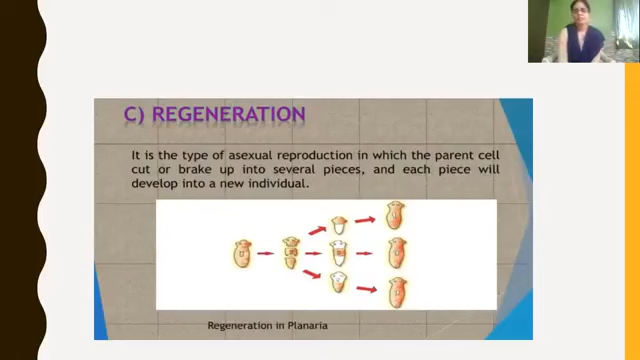 C) REGENERATION
It is the type of asexual reproduction in which the parent cell
cut or brake up into several pieces, and each piece will
develop into a new individual.
Regeneration in Planaria